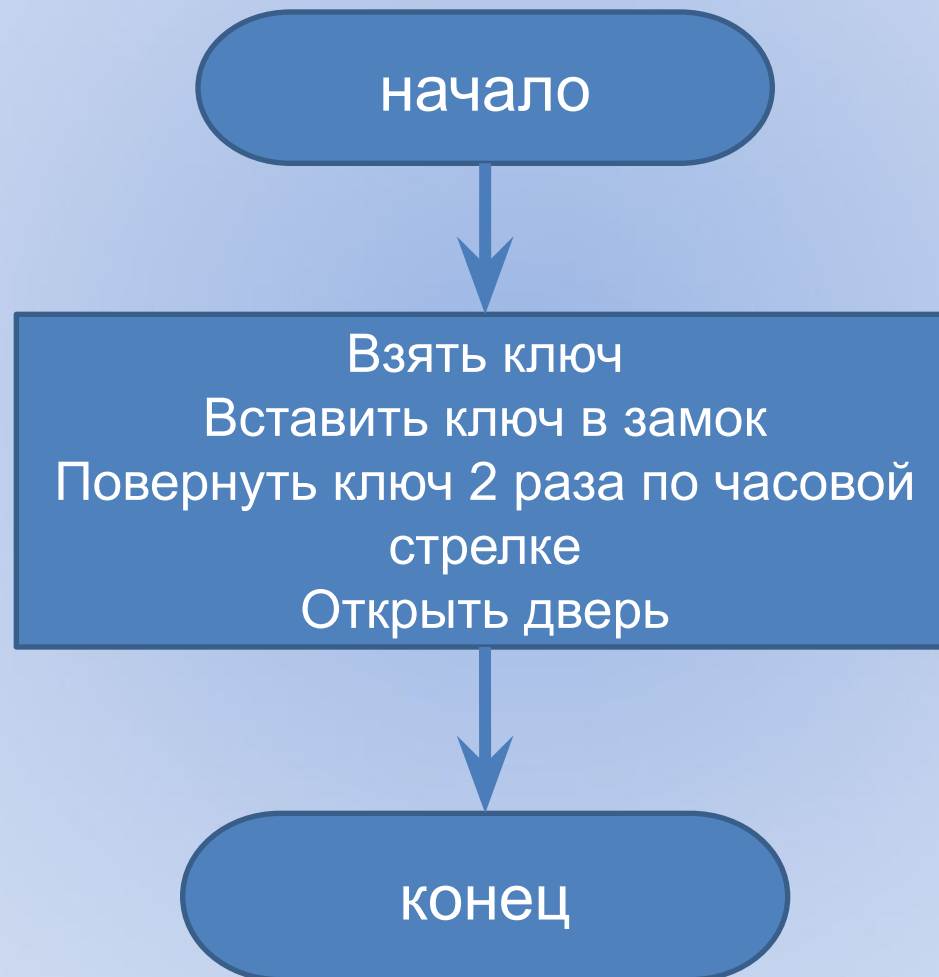 начало
Взять ключ
Вставить ключ в замок
Повернуть ключ 2 раза по часовой
стрелке
Открыть дверь
конец